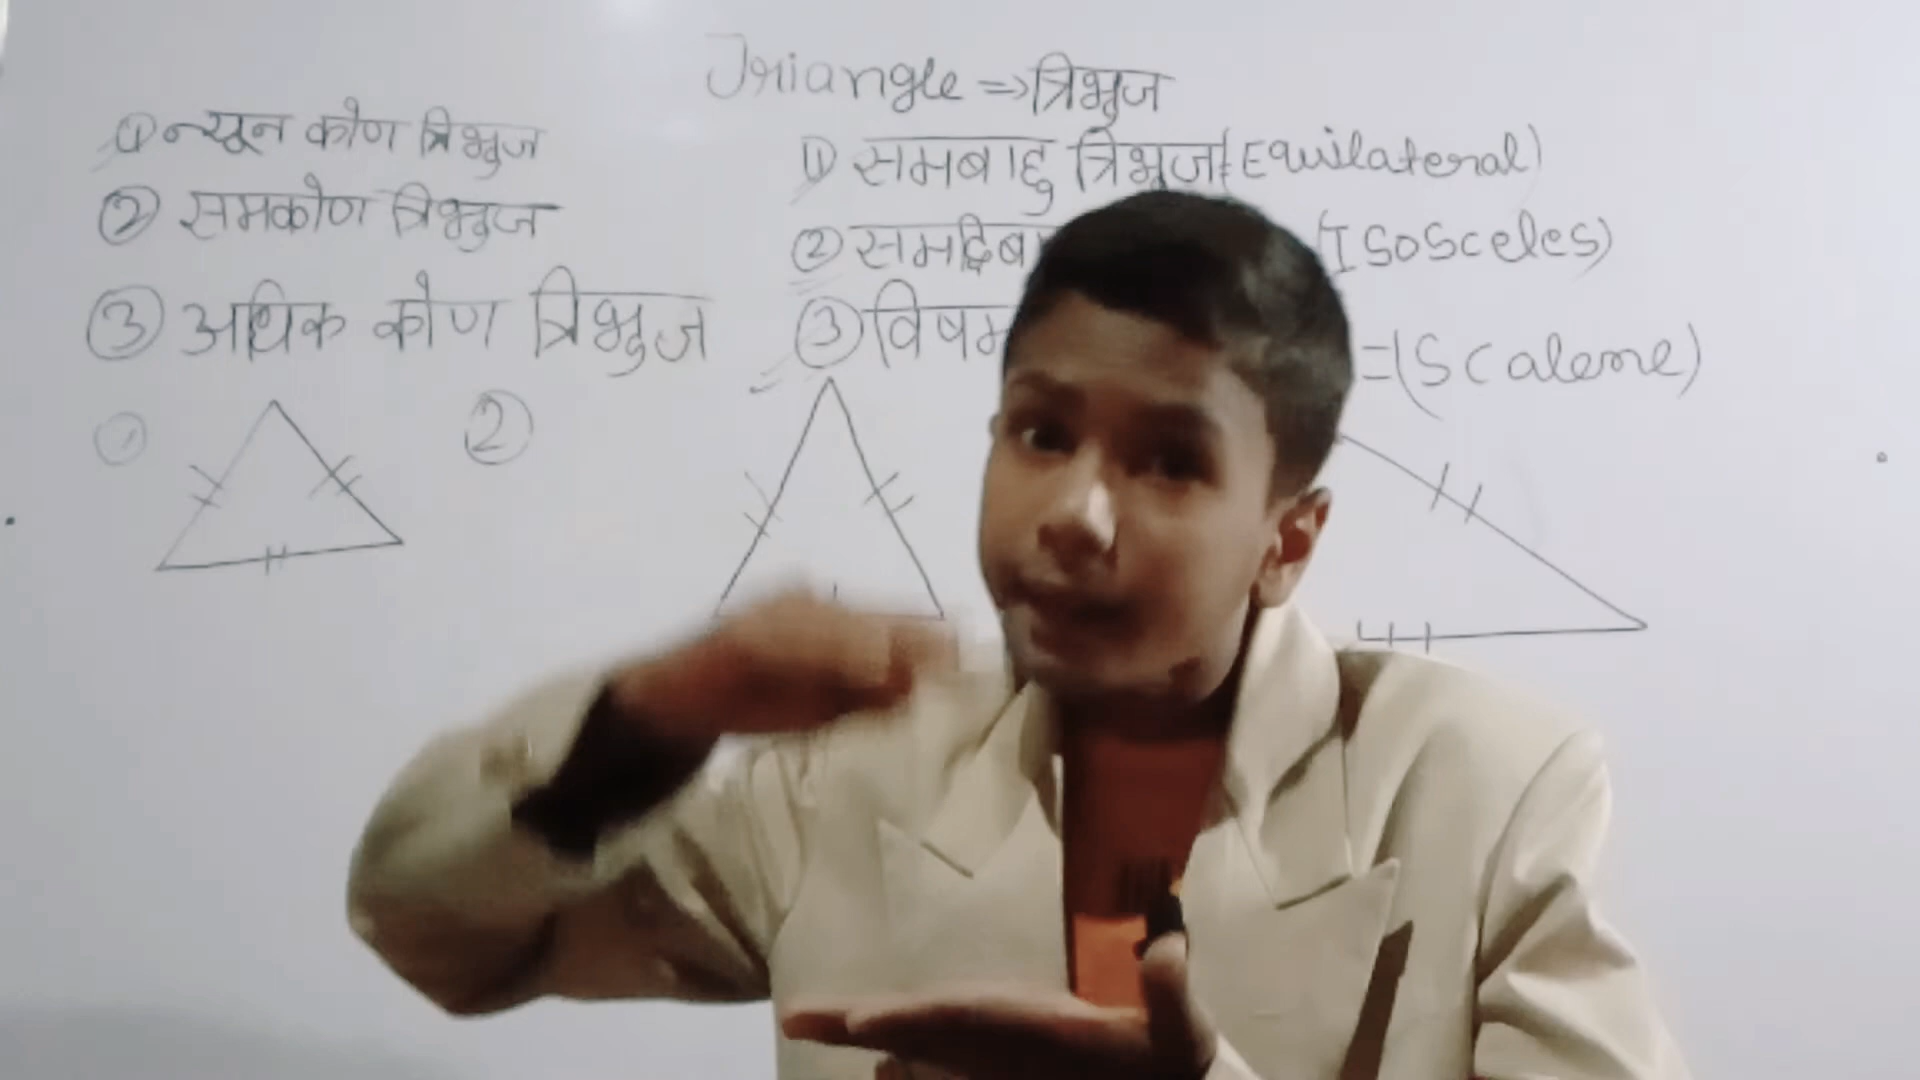 Triangle => त्रिभुज
① न्यून कोण त्रिभुज
② समकोण त्रिभुज
③ अधिक कोण त्रिभुज
① समबाहु त्रिभुज (Equilateral)
② समद्विबा (Isosceles)
③ विषम =(Scalene)
①
②